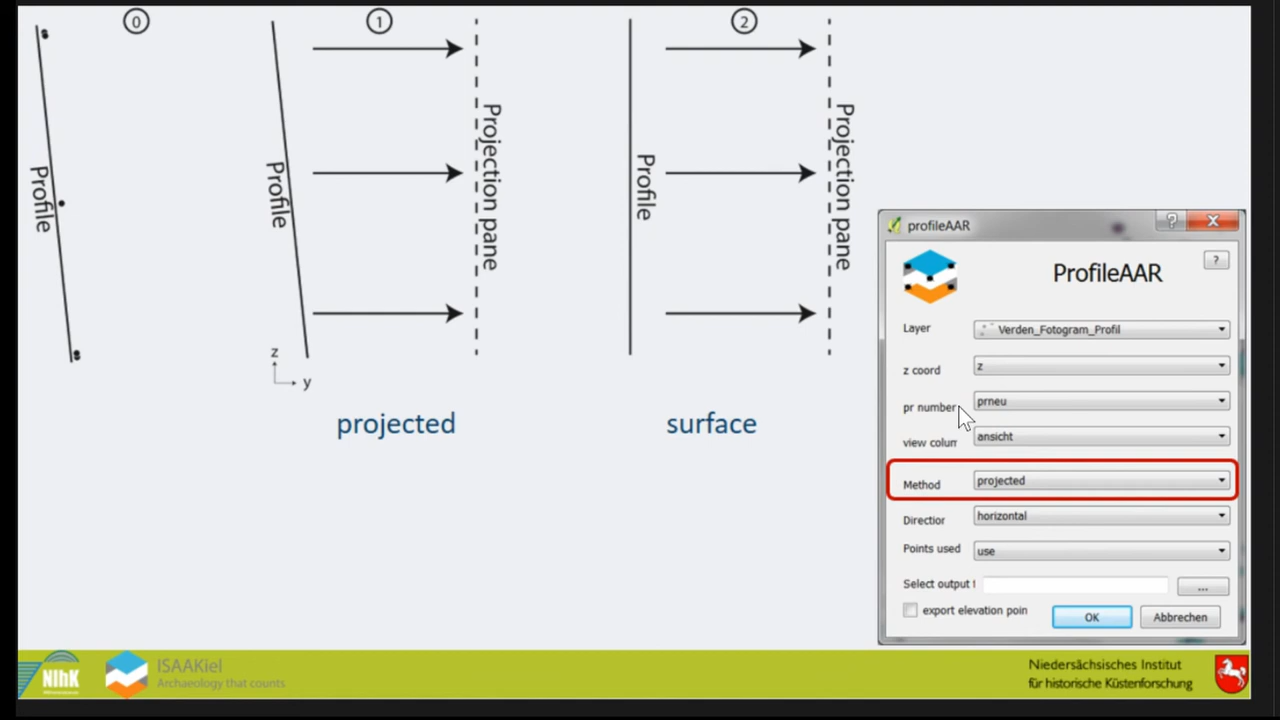 0
1
2
Profile
Profile
Projection pane
Profile
Projection pane
z
y
projected
surface
profileAAR
?
ProfileAAR
?
Layer
Verden_Fotogram_Profil
z coord
z
pr number
prneu
view colum
ansicht
Method
projected
Direction
horizontal
Points used
use
Select output f
...
export elevation poin
OK
Abbrechen
NIhK
ISAAKiel
Archaeology that counts
Niedersächsisches Institut
für historische Küstenforschung